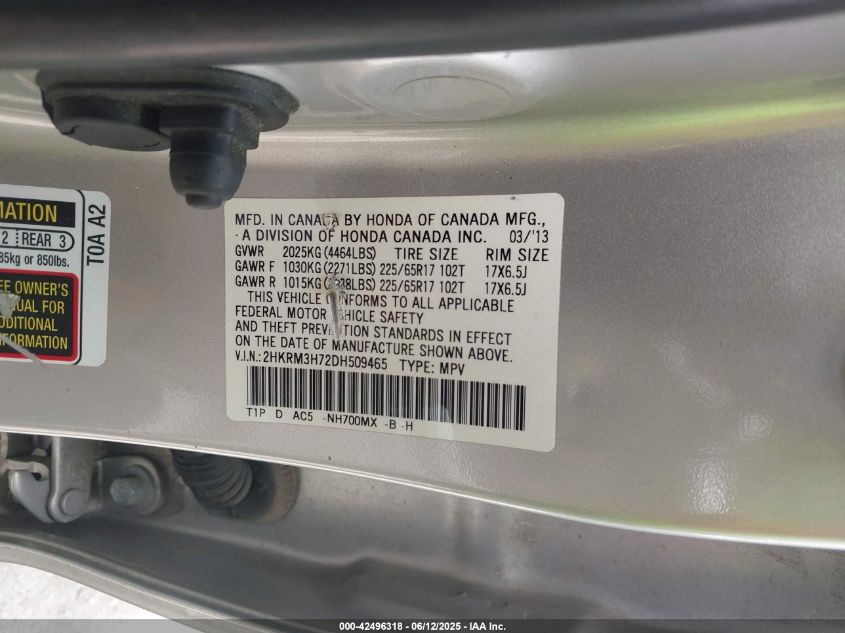 MATION
2 REAR 3
85kg or 850lbs.
EE OWNER'S
NUAL FOR
DDITIONAL
NFORMATION
T0A A2
MFD. IN CANADA BY HONDA OF CANADA MFG.,
- A DIVISION OF HONDA CANADA INC. 03/'13
GVWR 2025KG(4464LBS) TIRE SIZE RIM SIZE
GAWR F 1030KG(2271LBS) 225/65R17 102T 17X6.5J
GAWR R 1015KG 225/65R17 102T 17X6.5J
THIS VEHICLE CONFORMS TO ALL APPLICABLE
FEDERAL MOTOR VEHICLE SAFETY
AND THEFT PREVENTION STANDARDS IN EFFECT
ON THE DATE OF MANUFACTURE SHOWN ABOVE.
V.I.N.:2HKRM3H72DH509465 TYPE: MPV
T1P D AC5 -NH700MX -B -H
000-42496318 - 06/12/2025 - IAA Inc.